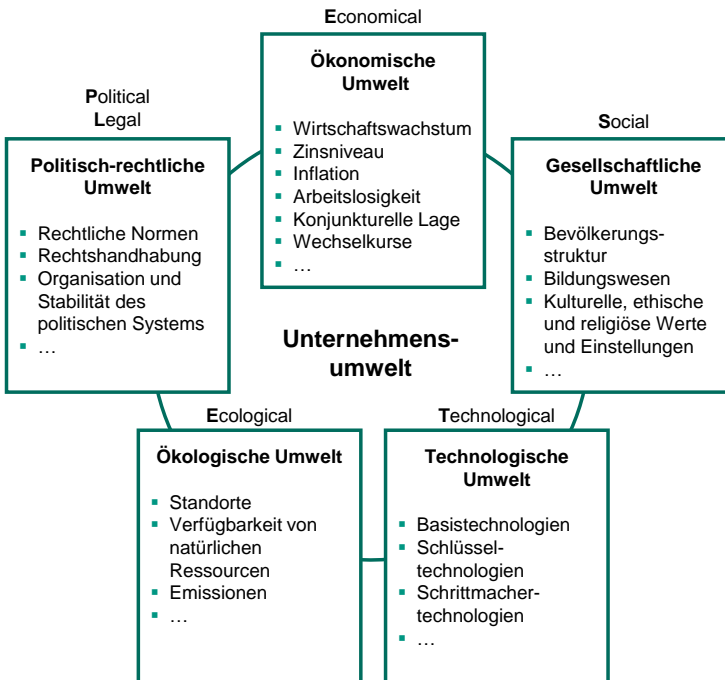 Economical
Ökonomische
Umwelt
Wirtschaftswachstum
Zinsniveau
Inflation
Arbeitslosigkeit
Konjunkturelle Lage
Wechselkurse
…
Political
Legal
Politisch-rechtliche
Umwelt
Rechtliche Normen
Rechtshandhabung
Organisation und
Stabilität des
politischen Systems
…
Social
Gesellschaftliche
Umwelt
Bevölkerungs-
struktur
Bildungswesen
Kulturelle, ethische
und religiöse Werte
und Einstellungen
…
Unternehmens-
umwelt
Ecological
Ökologische Umwelt
Standorte
Verfügbarkeit von
natürlichen
Ressourcen
Emissionen
…
Technological
Technologische
Umwelt
Basistechnologien
Schlüssel-
technologien
Schrittmacher-
technologien
…